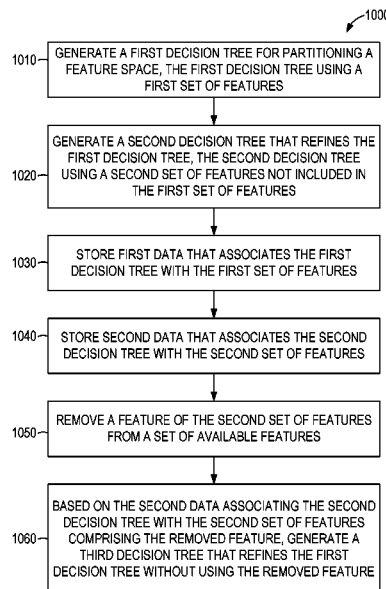 1000
1010
GENERATE A FIRST DECISION TREE FOR PARTITIONING A
FEATURE SPACE, THE FIRST DECISION TREE USING A
FIRST SET OF FEATURES
1020
GENERATE A SECOND DECISION TREE THAT REFINES THE
FIRST DECISION TREE, THE SECOND DECISION TREE
USING A SECOND SET OF FEATURES NOT INCLUDED IN
THE FIRST SET OF FEATURES
1030
STORE FIRST DATA THAT ASSOCIATES THE FIRST
DECISION TREE WITH THE FIRST SET OF FEATURES
1040
STORE SECOND DATA THAT ASSOCIATES THE SECOND
DECISION TREE WITH THE SECOND SET OF FEATURES
1050
REMOVE A FEATURE OF THE SECOND SET OF FEATURES
FROM A SET OF AVAILABLE FEATURES
1060
BASED ON THE SECOND DATA ASSOCIATING THE SECOND
DECISION TREE WITH THE SECOND SET OF FEATURES
COMPRISING THE REMOVED FEATURE, GENERATE A
THIRD DECISION TREE THAT REFINES THE FIRST
DECISION TREE WITHOUT USING THE REMOVED FEATURE